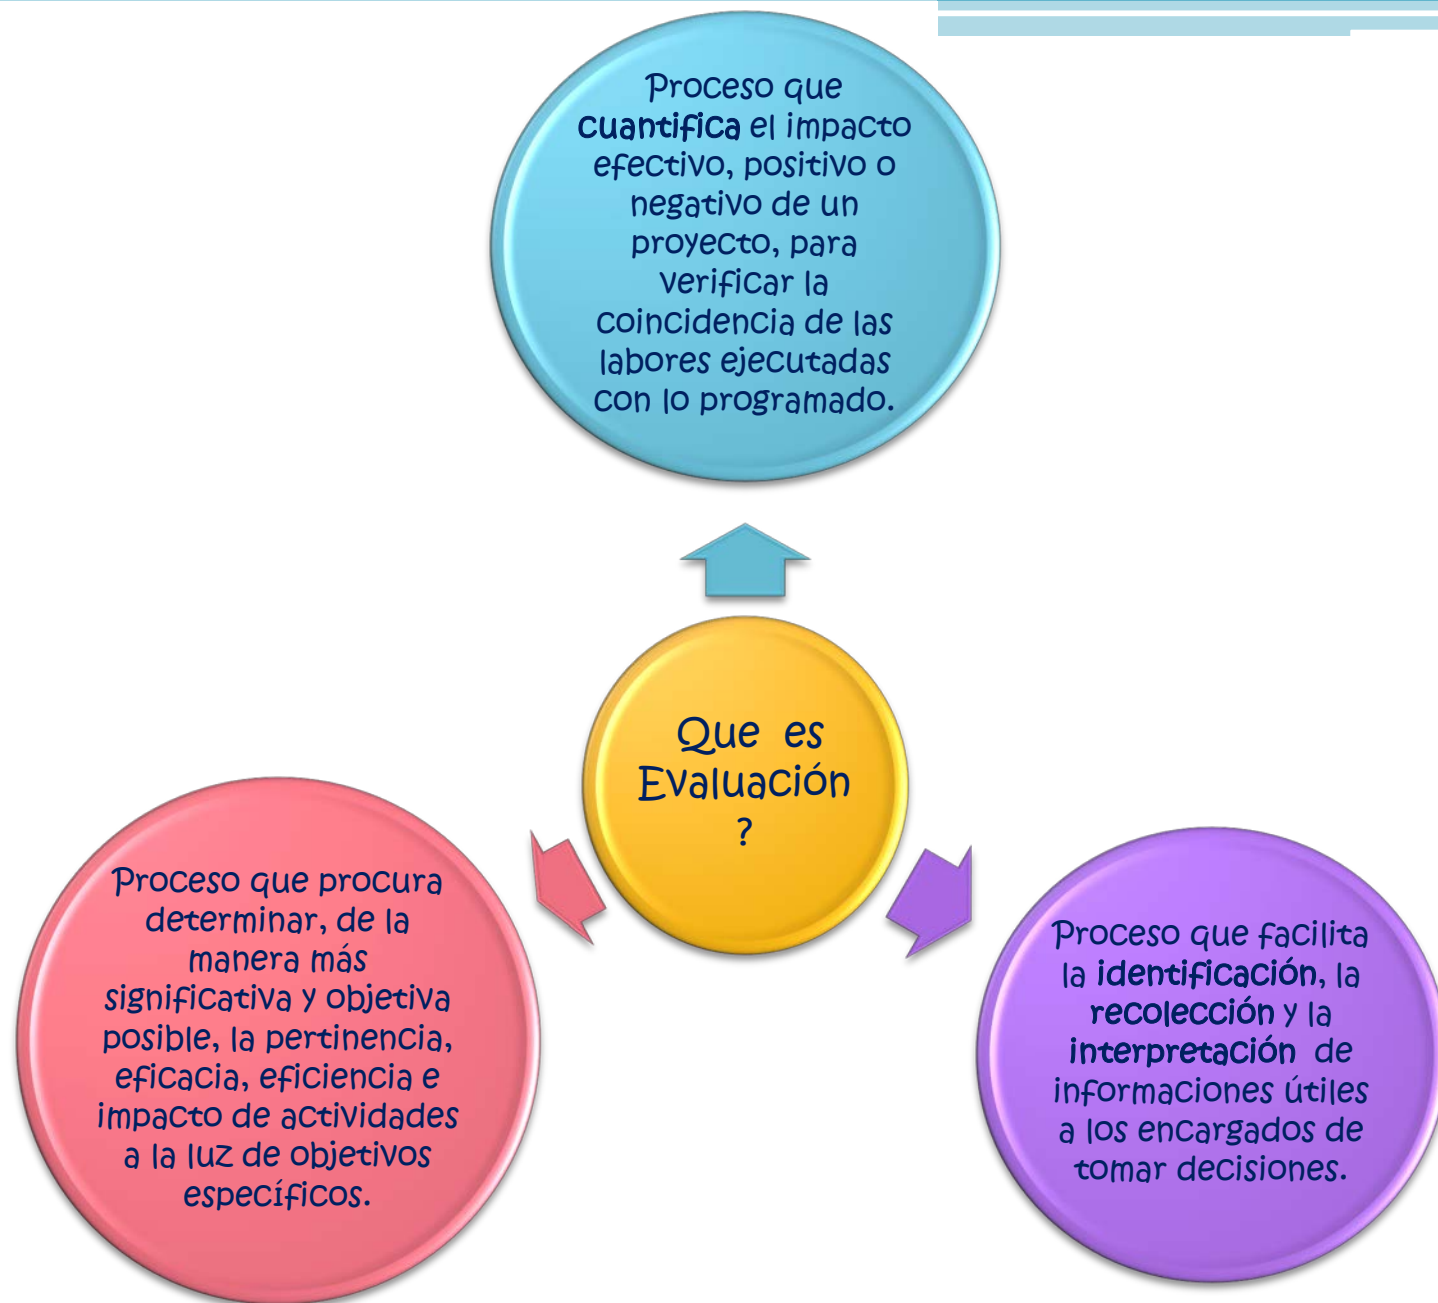 Proceso que
cuantifica el impacto
efectivo, positivo o
negativo de un
proyecto, para
verificar la
coincidencia de las
labores ejecutadas
con lo programado.
Que es
Evaluación
?
Proceso que procura
determinar, de la
manera más
significativa y objetiva
posible, la pertinencia,
eficacia, eficiencia e
impacto de actividades
a la luz de objetivos
específicos.
Proceso que facilita
la identificación, la
recolección y la
interpretación de
informaciones útiles
a los encargados de
tomar decisiones.